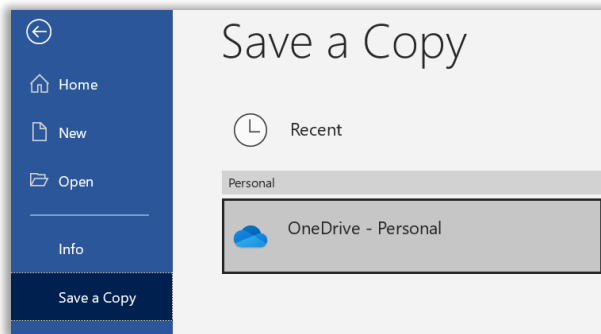 Save a Copy
Home
New
Open
Info
Save a Copy
Recent
Personal
OneDrive - Personal